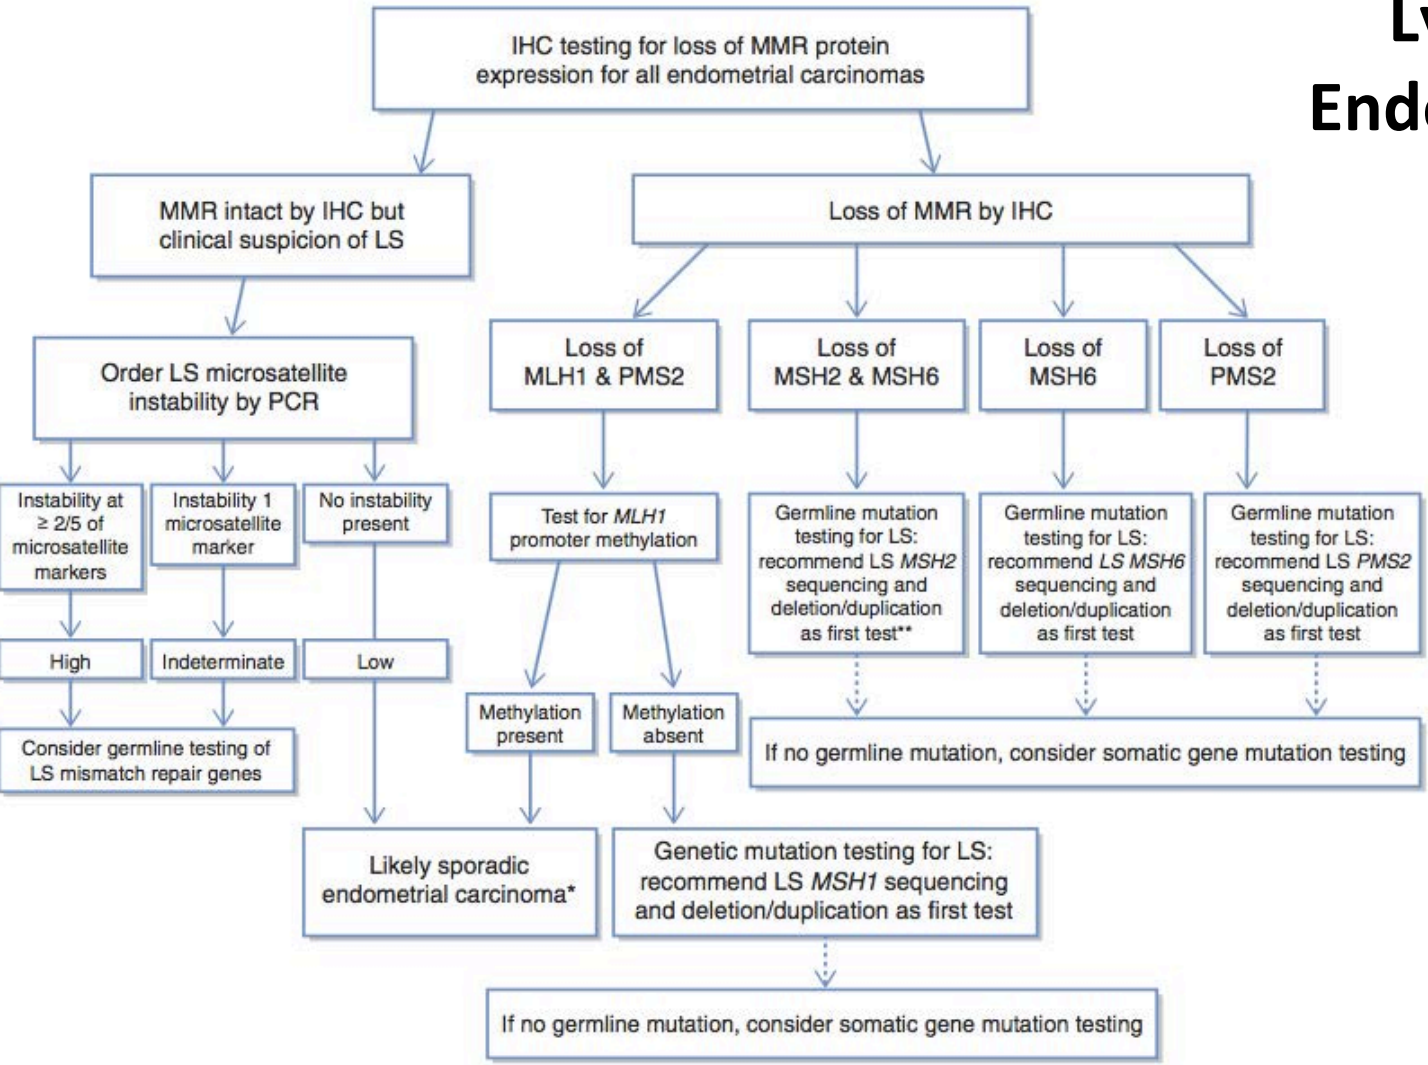 Endo
IHC testing for loss of MMR protein
expression for all endometrial carcinomas
MMR intact by IHC but
clinical suspicion of LS
Loss of MMR by IHC
Order LS microsatellite
instability by PCR
Loss of
MLH1 & PMS2
Loss of
MSH2 & MSH6
Loss of
MSH6
Loss of
PMS2
Instability at
≥ 2/5 of
microsatellite
markers
Instability 1
microsatellite
marker
No instability
present
Test for MLH1
promoter methylation
Germline mutation
testing for LS:
recommend LS MSH2
sequencing and
deletion/duplication
as first test**
Germline mutation
testing for LS:
recommend LS MSH6
sequencing and
deletion/duplication
as first test
Germline mutation
testing for LS:
recommend LS PMS2
sequencing and
deletion/duplication
as first test
High
Indeterminate
Low
Methylation
present
Methylation
absent
Consider germline testing of
LS mismatch repair genes
If no germline mutation, consider somatic gene mutation testing
Likely sporadic
endometrial carcinoma*
Genetic mutation testing for LS:
recommend LS MSH1 sequencing
and deletion/duplication as first test
If no germline mutation, consider somatic gene mutation testing